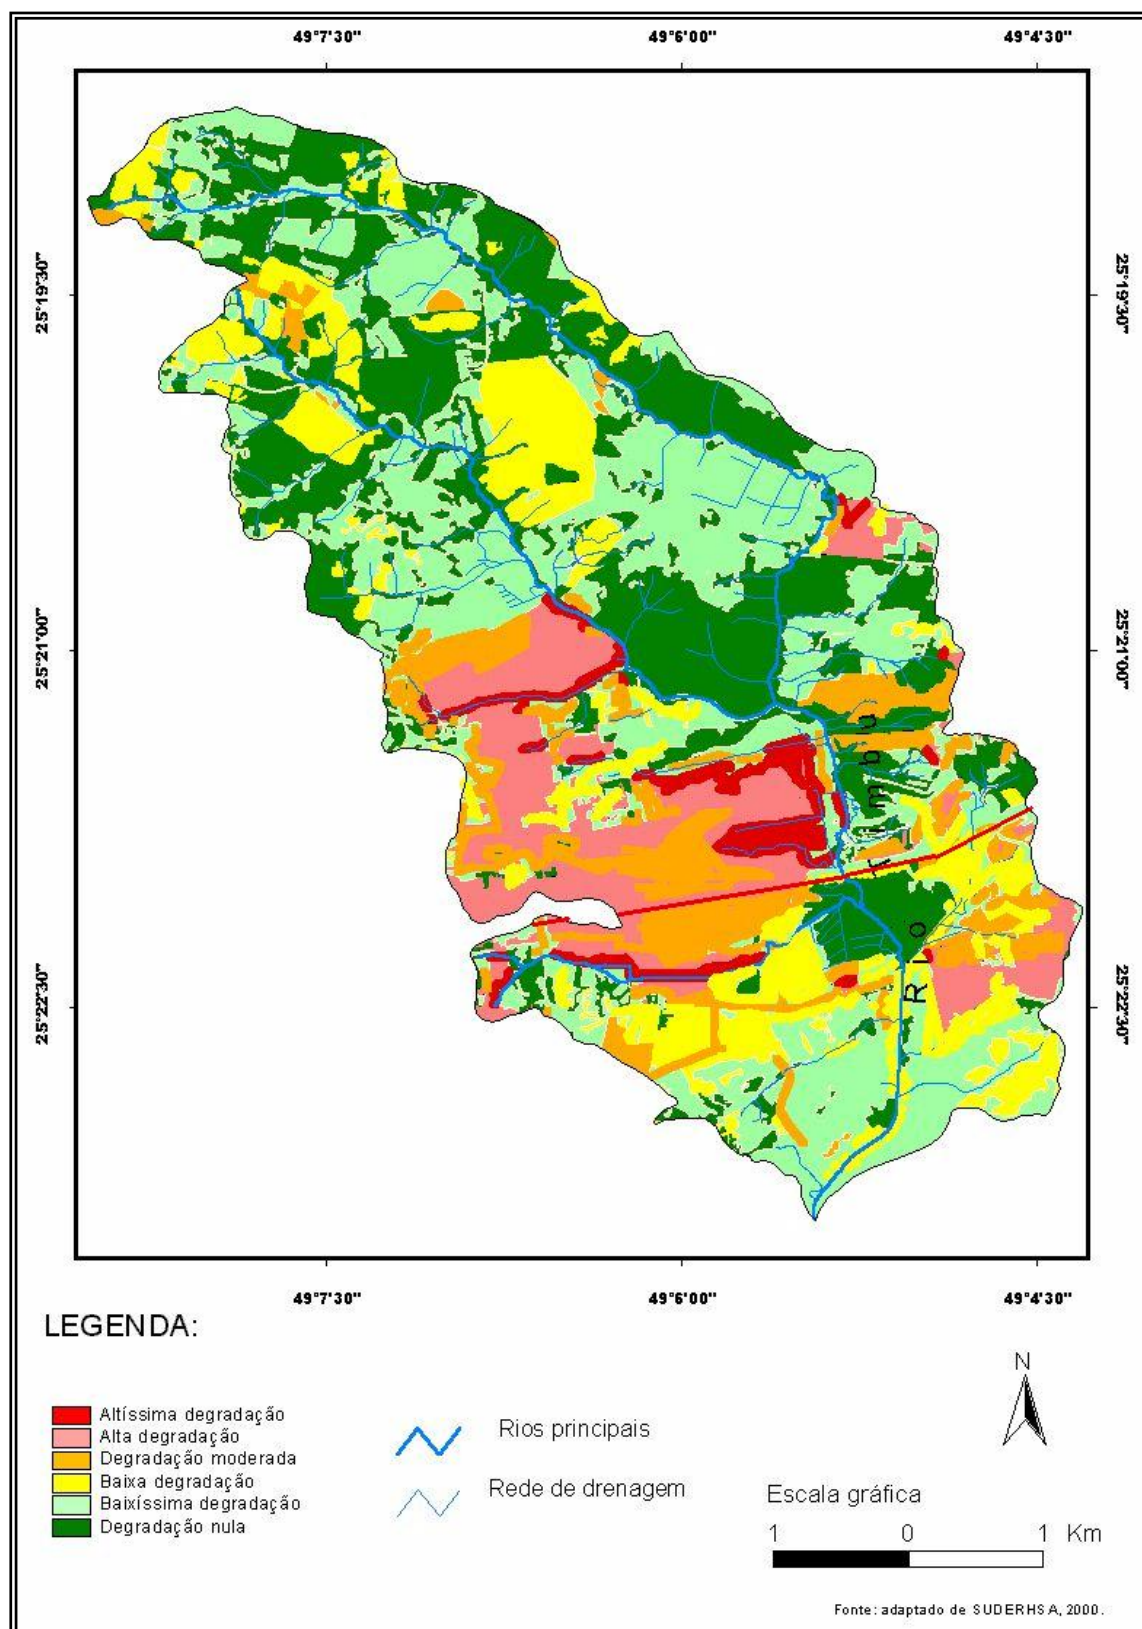 49°7'30" 49°6'00" 49°4'30"
25°19'30" 25°19'30"
25°21'00" 25°21'00"
25°22'30" 25°22'30"
Rio Timbu
49°7'30" 49°6'00" 49°4'30"
LEGENDA:
Altíssima degradação
Alta degradação
Degradação moderada
Baixa degradação
Baixíssima degradação
Degradação nula
Rios principais
Rede de drenagem
N
Escala gráfica
1 0 1 Km
Fonte: adaptado de SUDERHSA, 2000.